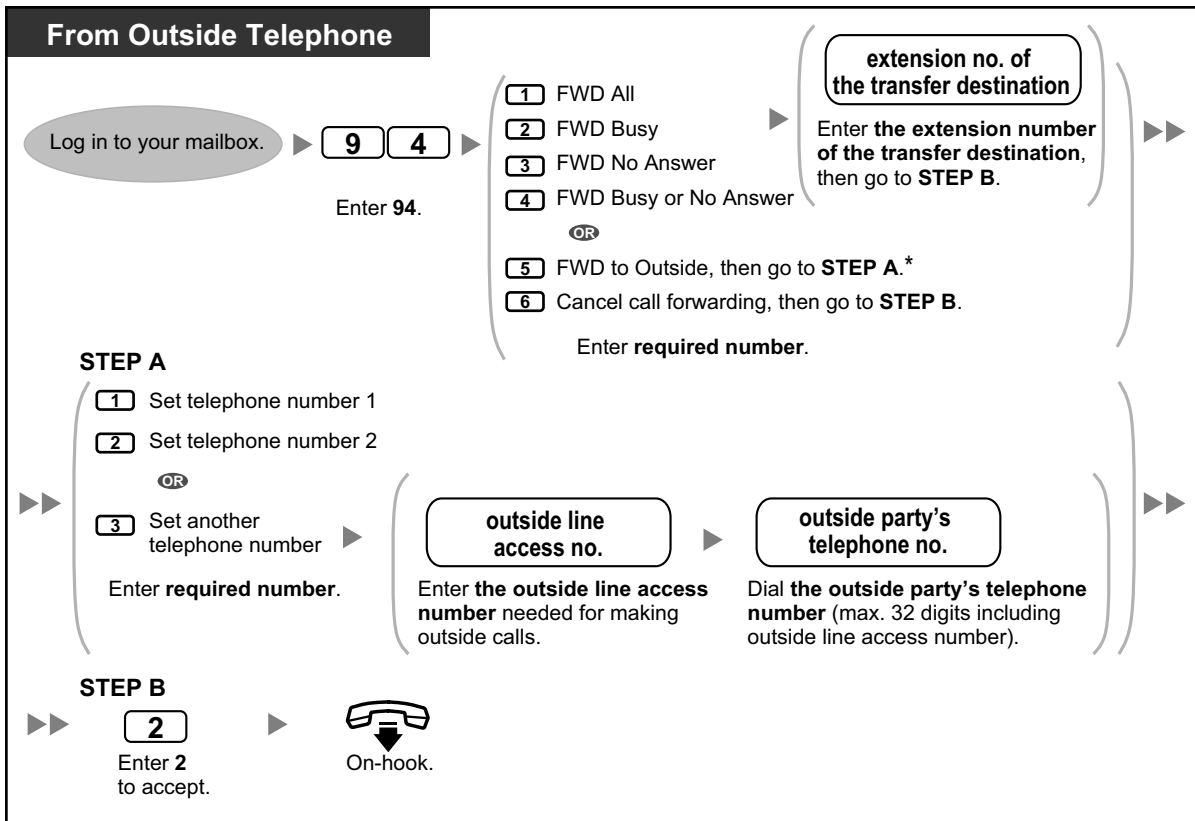 From Outside Telephone
Log in to your mailbox.
9 4
Enter 94.
1 FWD All
2 FWD Busy
3 FWD No Answer
4 FWD Busy or No Answer
OR
5 FWD to Outside, then go to STEP A.*
6 Cancel call forwarding, then go to STEP B.
Enter required number.
extension no. of
the transfer destination
Enter the extension number
of the transfer destination,
then go to STEP B.
STEP A
1 Set telephone number 1
2 Set telephone number 2
OR
3 Set another
telephone number
Enter required number.
outside line
access no.
Enter the outside line access
number needed for making
outside calls.
outside party's
telephone no.
Dial the outside party's telephone
number (max. 32 digits including
outside line access number).
STEP B
2
Enter 2
to accept.
On-hook.